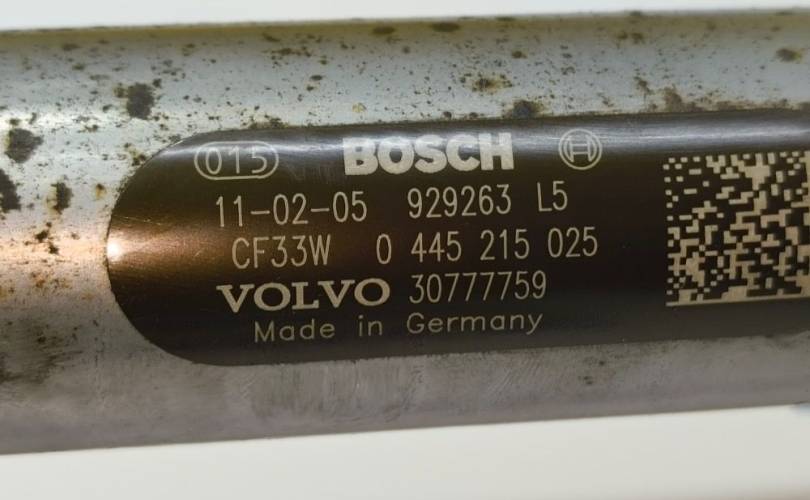 015 BOSCH
11-02-05 929263 L5
CF33W 0 445 215 025
VOLVO 30777759
Made in Germany